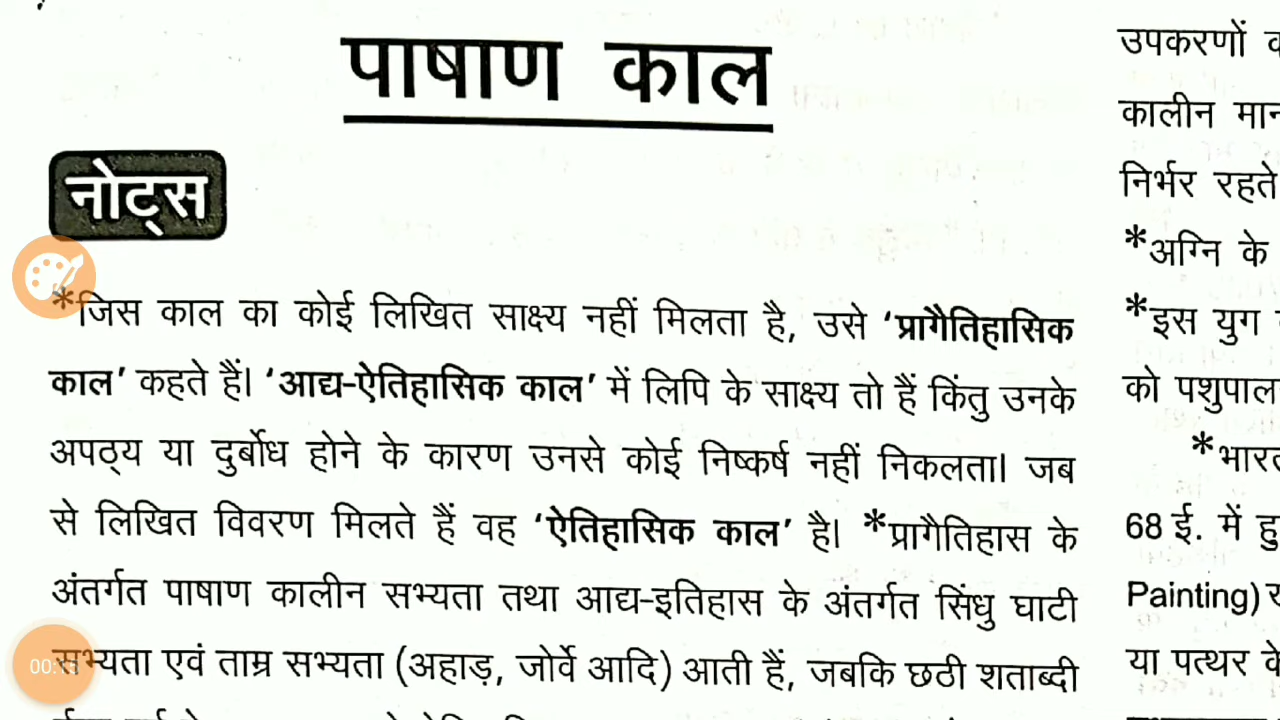 पाषाण काल
नोट्स
*जिस काल का कोई लिखित साक्ष्य नहीं मिलता है, उसे ‘प्रागैतिहासिक
काल’ कहते हैं। ‘आद्य-ऐतिहासिक काल’ में लिपि के साक्ष्य तो हैं किंतु उनके
अपठ्य या दुर्बोध होने के कारण उनसे कोई निष्कर्ष नहीं निकलता। जब
से लिखित विवरण मिलते हैं वह ‘ऐतिहासिक काल’ है। *प्रागैतिहास के
अंतर्गत पाषाण कालीन सभ्यता तथा आद्य-इतिहास के अंतर्गत सिंधु घाटी
सभ्यता एवं ताम्र सभ्यता (अहाड़, जोर्वे आदि) आती हैं, जबकि छठी शताब्दी
उपकरणों
कालीन
निर्भर रहते
*अग्नि के
*इस युग
को
*
68 ई. में
Painting)
या पत्थर